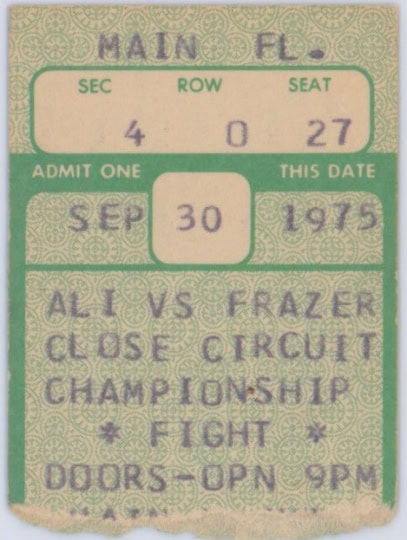 MAIN FL.
SEC ROW SEAT
4 0 27
ADMIT ONE THIS DATE
SEP 30 1975
ALI VS FRAZER
CLOSE CIRCUIT
CHAMPIONSHIP
* FIGHT *
DOORS-OPN 9PM